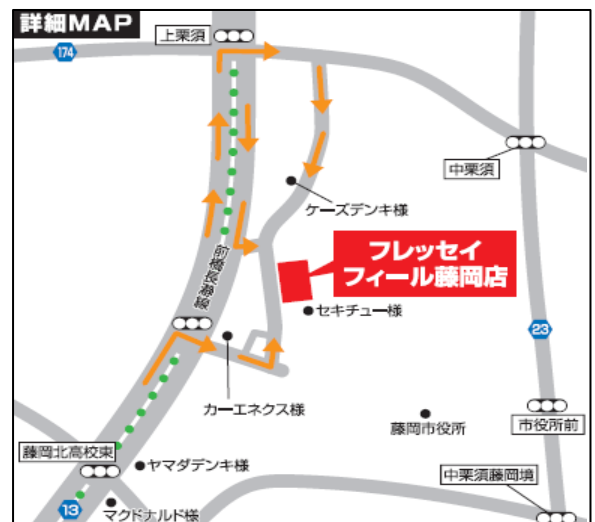 詳細MAP
上栗須
174
中栗須
ケーズデンキ様
フレッセイ
フィール藤岡店
前橋長瀞線
セキチュー様
23
カーエネクス様
藤岡市役所
市役所前
藤岡北高校東
ヤマダデンキ様
中栗須藤岡境
13
マクドナルド様